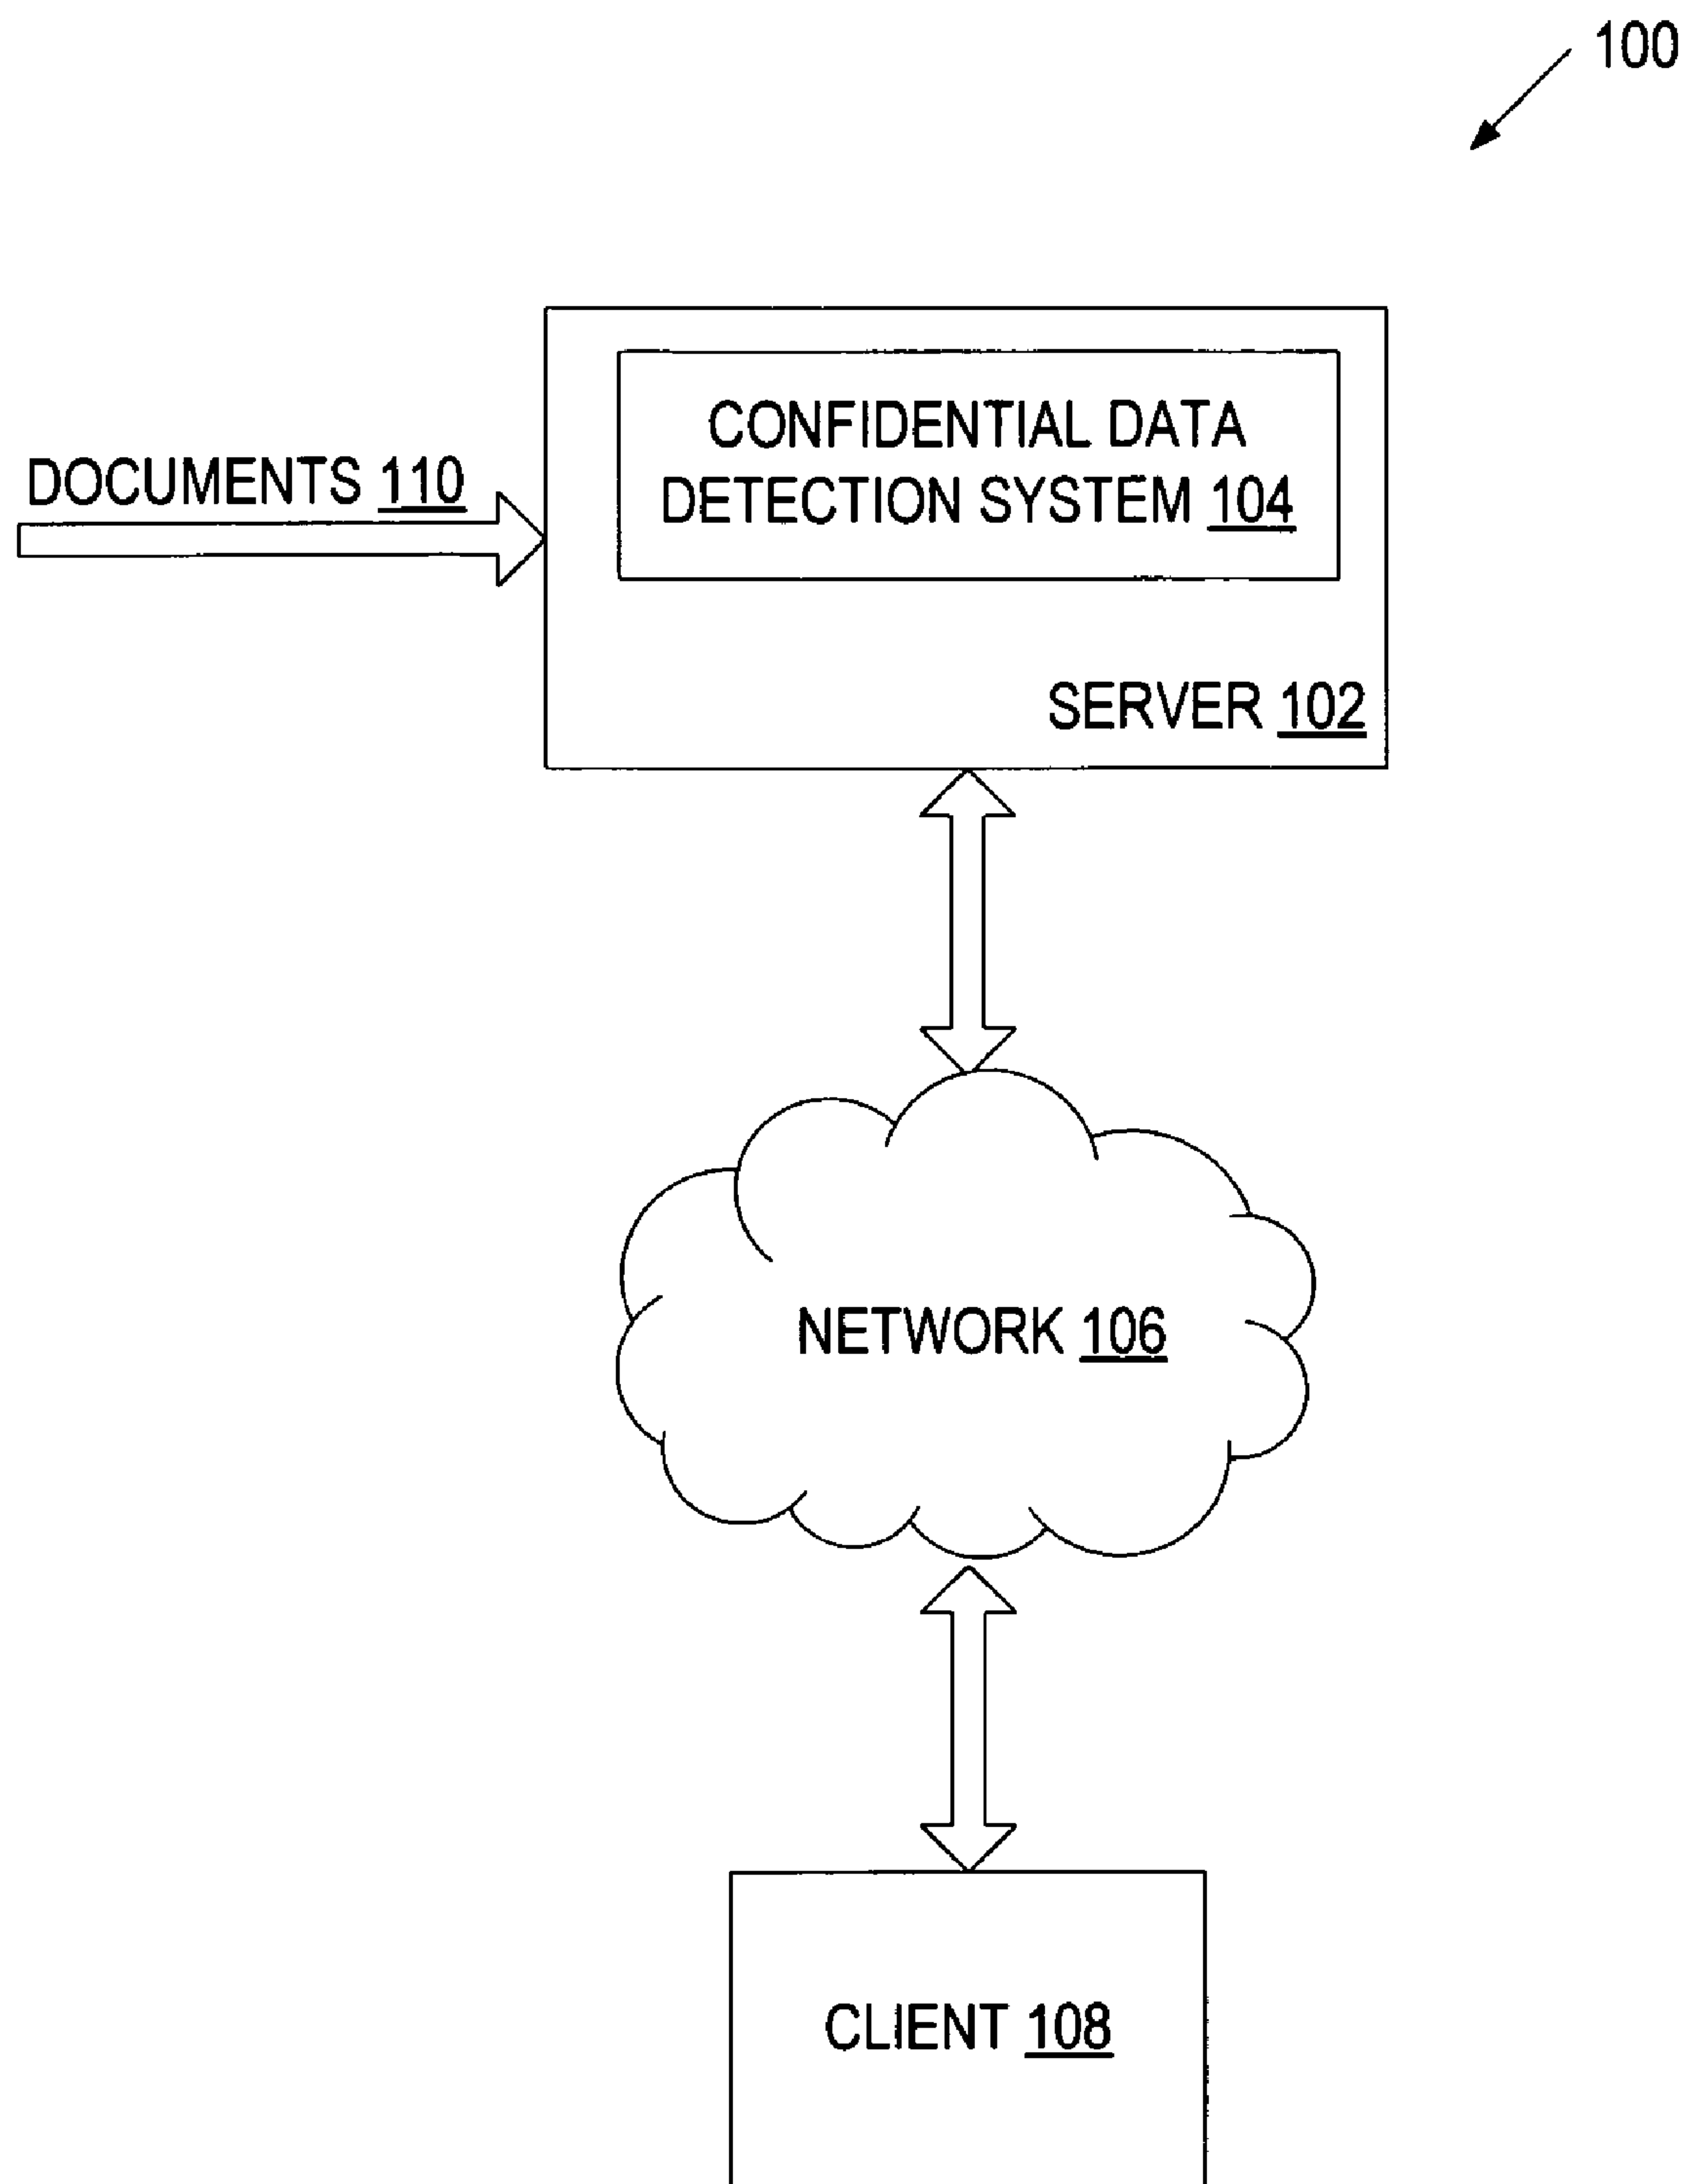 100
CONFIDENTIAL DATA
DETECTION SYSTEM 104
DOCUMENTS 110
SERVER 102
NETWORK 106
CLIENT 108